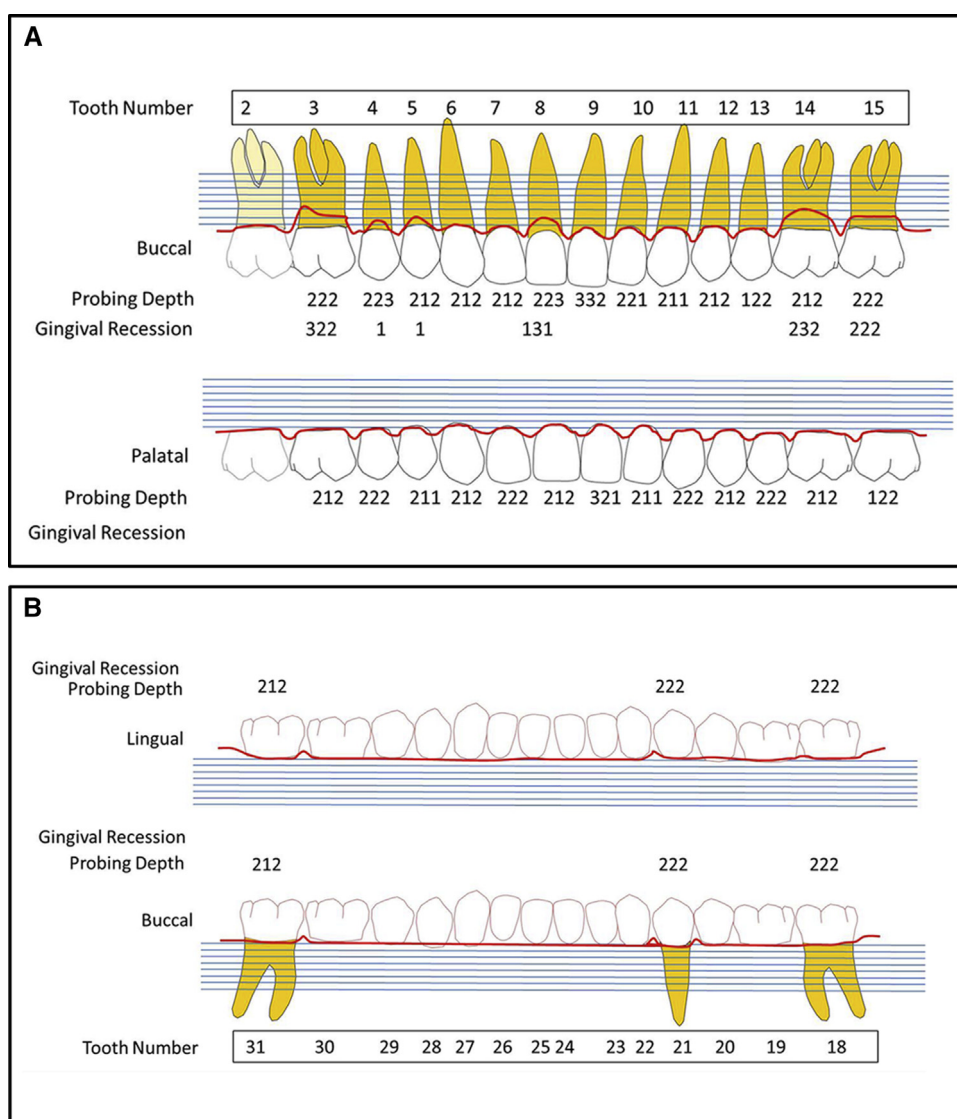 A
Tooth Number 2 3 4 5 6 7 8 9 10 11 12 13 14 15
Buccal
Probing Depth 222 223 212 212 212 223 332 221 211 212 122 212 222
Gingival Recession 322 1 1 131 232 222
Palatal
Probing Depth 212 222 211 212 222 212 321 211 222 212 222 212 122
Gingival Recession
B
Gingival Recession
Probing Depth 212 222 222
Lingual
Gingival Recession
Probing Depth 212 222 222
Buccal
Tooth Number 31 30 29 28 27 26 25 24 23 22 21 20 19 18